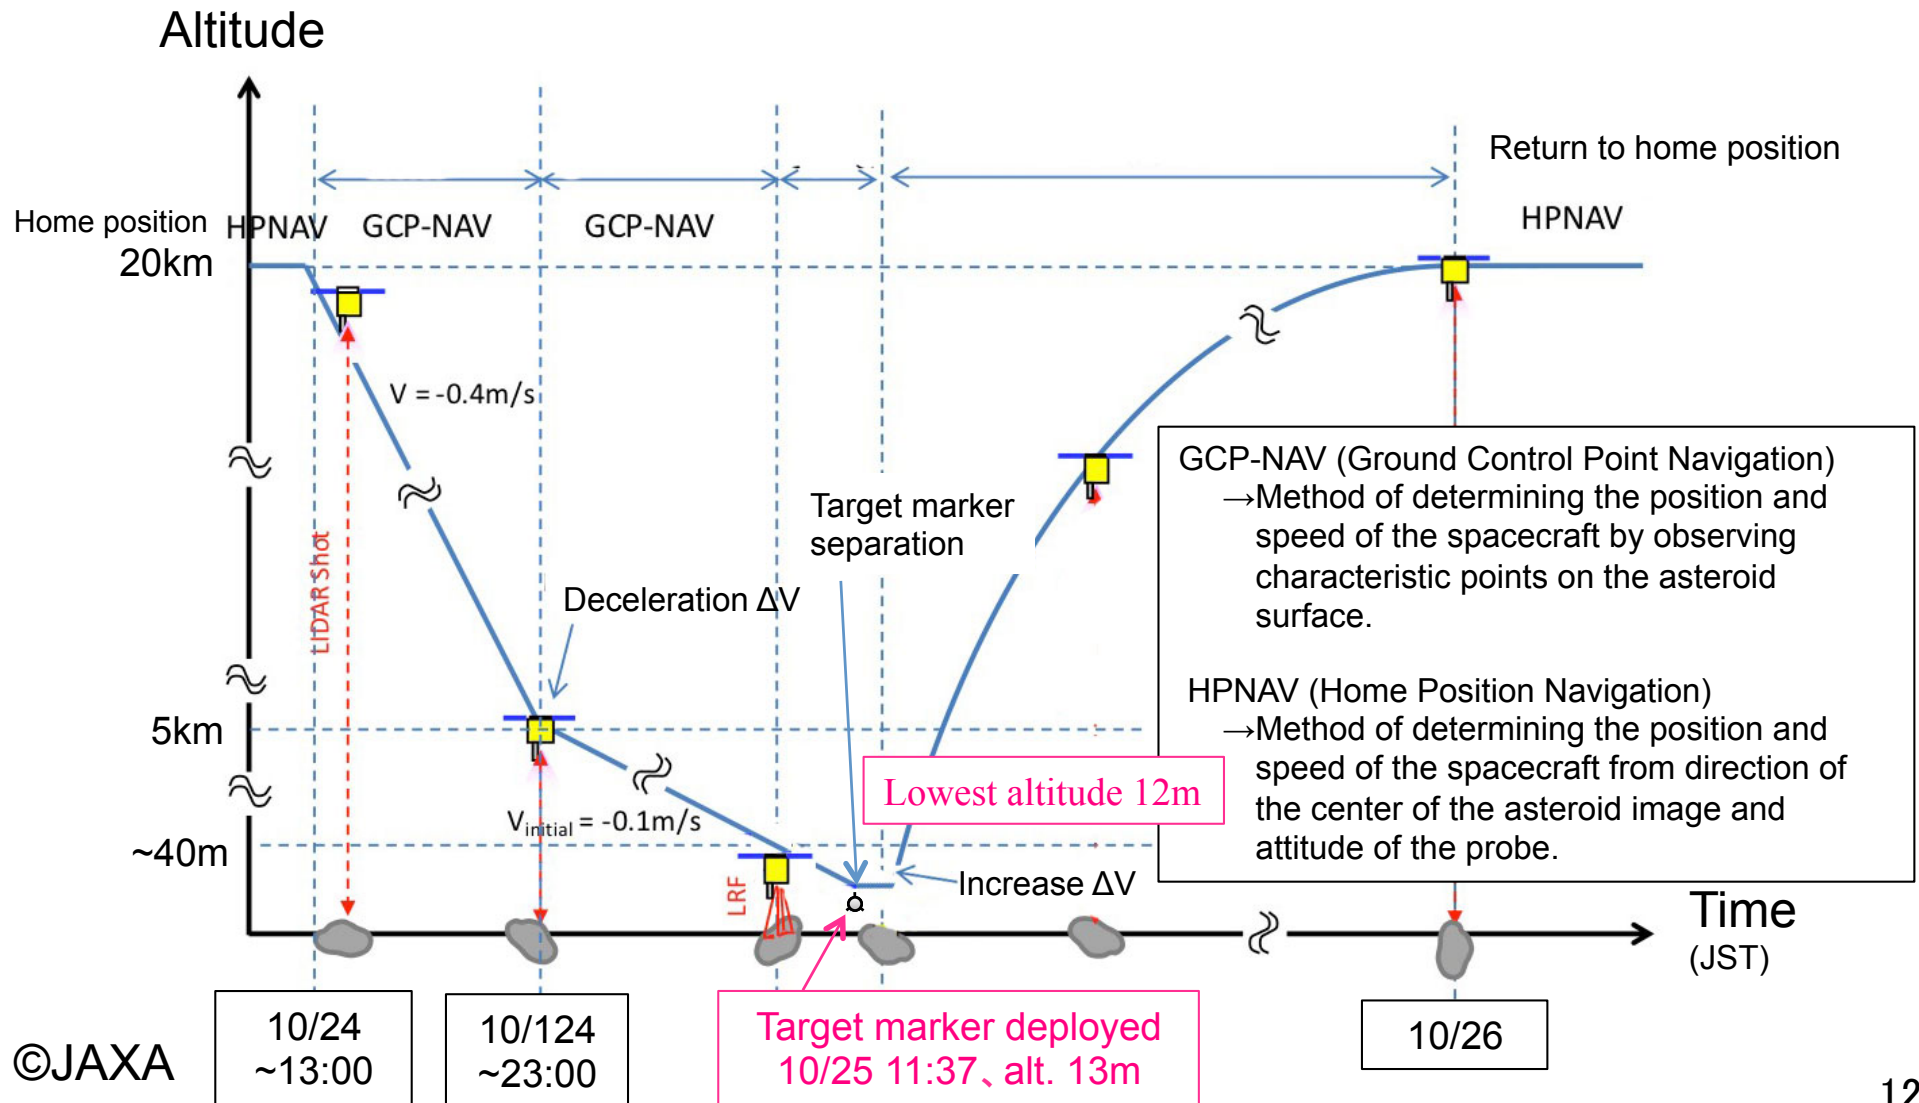 Altitude
Return to home position
Home position
HPNAV
GCP-NAV
GCP-NAV
HPNAV
20km
V = -0.4m/s
LIDAR Shot
Target marker
separation
Deceleration ΔV
5km
Vinitial = -0.1m/s
~40m
LRF
Lowest altitude 12m
Increase ΔV
GCP-NAV (Ground Control Point Navigation)
→Method of determining the position and
speed of the spacecraft by observing
characteristic points on the asteroid
surface.
HPNAV (Home Position Navigation)
→Method of determining the position and
speed of the spacecraft from direction of
the center of the asteroid image and
attitude of the probe.
Time
(JST)
10/24
~13:00
10/124
~23:00
Target marker deployed
10/25 11:37、alt. 13m
10/26
©JAXA
12